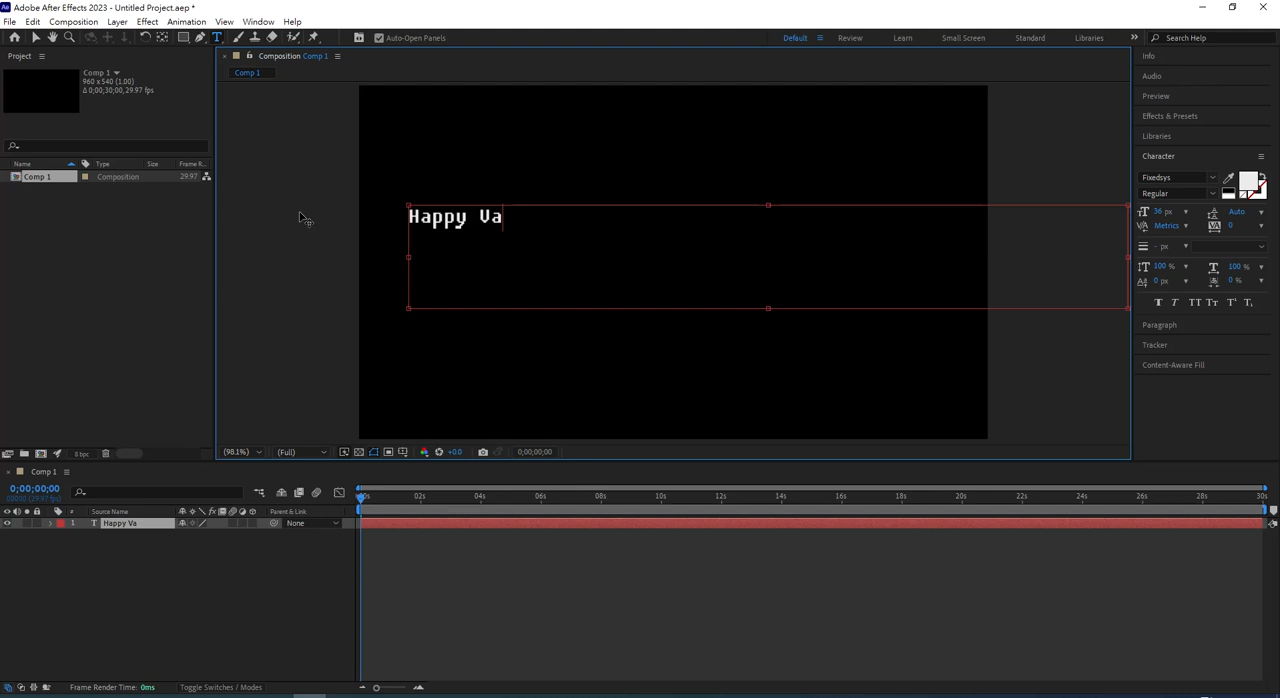 Adobe After Effects 2023 - Untitled Project.aep *
File Edit Composition Layer Effect Animation View Window Help
Auto-Open Panels Default Review Learn Small Screen Standard Libraries Search Help
Project
Composition Comp 1
Comp 1
Comp 1
960 x 540 (1.00)
Δ 0;00;30;00, 29.97 fps
Name Type Size Frame R...
Comp 1 Composition 29.97
Happy Va
Info
Audio
Preview
Effects & Presets
Libraries
Character
Fixedsys
Regular
36 px Auto
Metrics 0
- px
100 % 100 %
0 px 0 %
Paragraph
Tracker
Content-Aware Fill
8 bpc
(98.1%) (Full) +0.0 0;00;00;00
Comp 1
0;00;00;00
00000 (29.97 fps)
02s 04s 06s 08s 10s 12s 14s 16s 18s 20s 22s 24s 26s 28s 30s
# Source Name Parent & Link
1 T Happy Va None
Frame Render Time: 0ms Toggle Switches / Modes